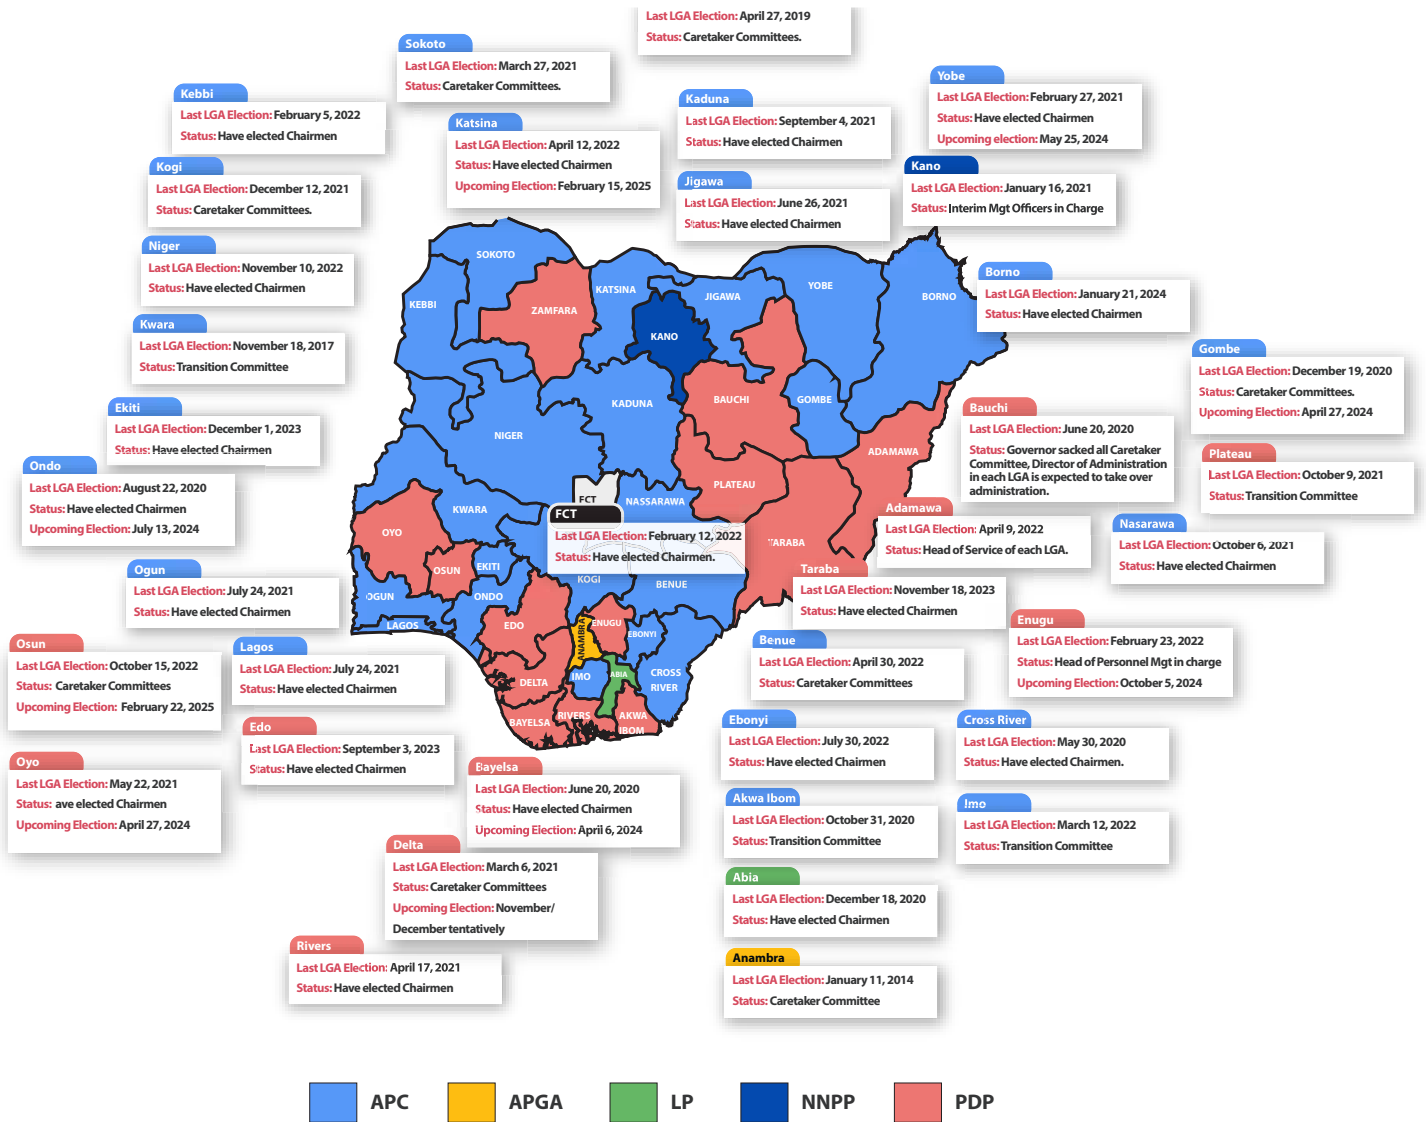 Last LGA Election: April 27, 2019
Status: Caretaker Committees.
Sokoto
Last LGA Election: March 27, 2021
Status: Caretaker Committees.
Kebbi
Last LGA Election: February 5, 2022
Status: Have elected Chairmen
Katsina
Last LGA Election: April 12, 2022
Status: Have elected Chairmen
Upcoming Election: February 15, 2025
Kaduna
Last LGA Election: September 4, 2021
Status: Have elected Chairmen
Yobe
Last LGA Election: February 27, 2021
Status: Have elected Chairmen
Upcoming election: May 25, 2024
Kogi
Last LGA Election: December 12, 2021
Status: Caretaker Committees.
Jigawa
Last LGA Election: June 26, 2021
Status: Have elected Chairmen
Kano
Last LGA Election: January 16, 2021
Status: Interim Mgt Officers in Charge
Niger
Last LGA Election: November 10, 2022
Status: Have elected Chairmen
Borno
Last LGA Election: January 21, 2024
Status: Have elected Chairmen
Kwara
Last LGA Election: November 18, 2017
Status: Transition Committee
Gombe
Last LGA Election: December 19, 2020
Status: Caretaker Committees.
Upcoming Election: April 27, 2024
Ekiti
Last LGA Election: December 1, 2023
Status: Have elected Chairmen
Bauchi
Last LGA Election: June 20, 2020
Status: Governor sacked all Caretaker
Committee, Director of Administration
in each LGA is expected to take over
administration.
Plateau
Last LGA Election: October 9, 2021
Status: Transition Committee
Ondo
Last LGA Election: August 22, 2020
Status: Have elected Chairmen
Upcoming Election: July 13, 2024
Adamawa
Last LGA Election: April 9, 2022
Status: Head of Service of each LGA.
Nasarawa
Last LGA Election: October 6, 2021
Status: Have elected Chairmen
FCT
Last LGA Election: February 12, 2022
Status: Have elected Chairmen.
Ogun
Last LGA Election: July 24, 2021
Status: Have elected Chairmen
Taraba
Last LGA Election: November 18, 2023
Status: Have elected Chairmen
Enugu
Last LGA Election: February 23, 2022
Status: Head of Personnel Mgt in charge
Upcoming Election: October 5, 2024
Osun
Last LGA Election: October 15, 2022
Status: Caretaker Committees
Upcoming Election: February 22, 2025
Lagos
Last LGA Election: July 24, 2021
Status: Have elected Chairmen
Benue
Last LGA Election: April 30, 2022
Status: Caretaker Committees
Edo
Last LGA Election: September 3, 2023
Status: Have elected Chairmen
Ebonyi
Last LGA Election: July 30, 2022
Status: Have elected Chairmen
Cross River
Last LGA Election: May 30, 2020
Status: Have elected Chairmen.
Oyo
Last LGA Election: May 22, 2021
Status: ave elected Chairmen
Upcoming Election: April 27, 2024
Bayelsa
Last LGA Election: June 20, 2020
Status: Have elected Chairmen
Upcoming Election: April 6, 2024
Akwa Ibom
Last LGA Election: October 31, 2020
Status: Transition Committee
Imo
Last LGA Election: March 12, 2022
Status: Transition Committee
Delta
Last LGA Election: March 6, 2021
Status: Caretaker Committees
Upcoming Election: November/
December tentatively
Abia
Last LGA Election: December 18, 2020
Status: Have elected Chairmen
Rivers
Last LGA Election: April 17, 2021
Status: Have elected Chairmen
Anambra
Last LGA Election: January 11, 2014
Status: Caretaker Committee
SOKOTO
KEBBI
ZAMFARA
KATSINA
KANO
JIGAWA
YOBE
BORNO
KADUNA
BAUCHI
GOMBE
NIGER
ADAMAWA
PLATEAU
FCT
NASSARAWA
KWARA
OYO
TARABA
OSUN
EKITI
KOGI
BENUE
OGUN
ONDO
LAGOS
EDO
ANAMBRA
ENUGU
EBONYI
DELTA
IMO
ABIA
CROSS
RIVER
BAYELSA
RIVERS
AKWA
IBOM
APC
APGA
LP
NNPP
PDP